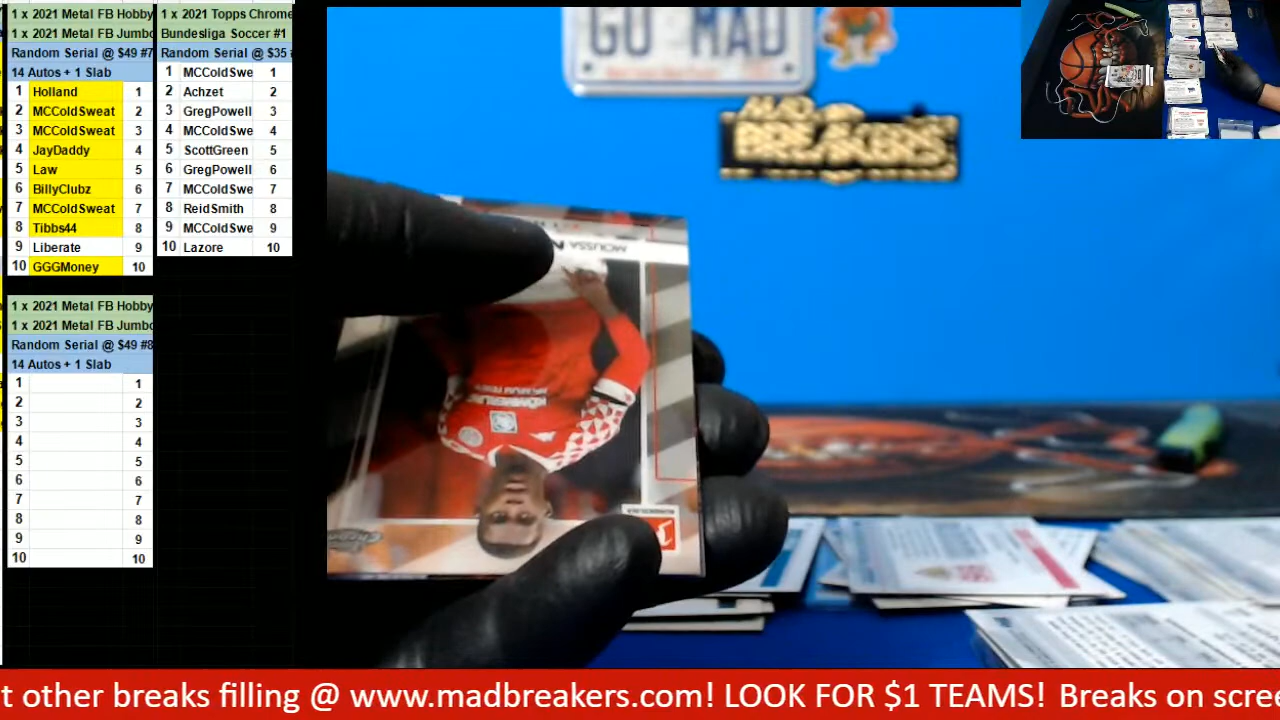 1 x 2021 Metal FB Hobby
1 x 2021 Metal FB Jumbo
Random Serial @ $49 #7
14 Autos + 1 Slab
1 Holland 1
2 MCColdSweat 2
3 MCColdSweat 3
4 JayDaddy 4
5 Law 5
6 BillyClubz 6
7 MCColdSweat 7
8 Tibbs44 8
9 Liberate 9
10 GGGMoney 10
1 x 2021 Topps Chrome
Bundesliga Soccer #1
Random Serial @ $35
1 MCColdSwe 1
2 Achzet 2
3 GregPowell 3
4 MCColdSwe 4
5 ScottGreen 5
6 GregPowell 6
7 MCColdSwe 7
8 ReidSmith 8
9 MCColdSwe 9
10 Lazore 10
1 x 2021 Metal FB Hobby
1 x 2021 Metal FB Jumbo
Random Serial @ $49 #8
14 Autos + 1 Slab
1 1
2 2
3 3
4 4
5 5
6 6
7 7
8 8
9 9
10 10
GO MAD
MAD
BREAKERS
MOUSSA
BUNDESLIGA
t other breaks filling @ www.madbreakers.com! LOOK FOR $1 TEAMS! Breaks on scree